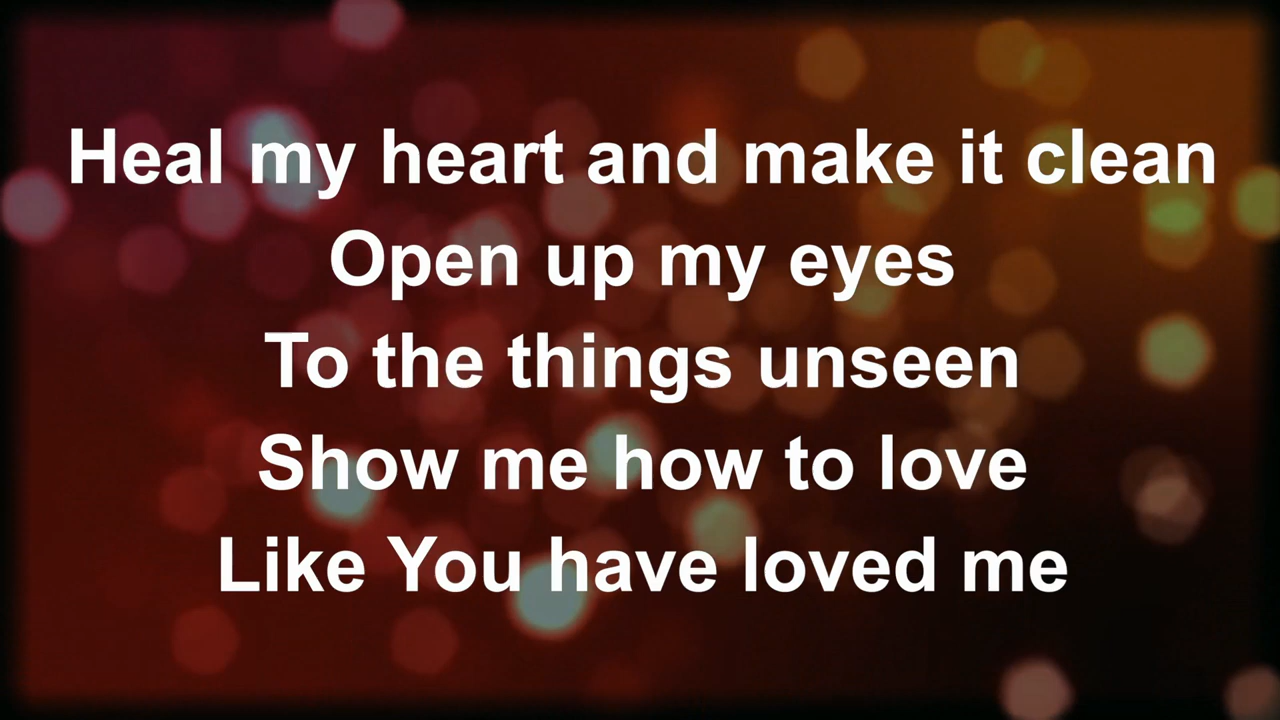 Heal my heart and make it clean
Open up my eyes
To the things unseen
Show me how to love
Like You have loved me